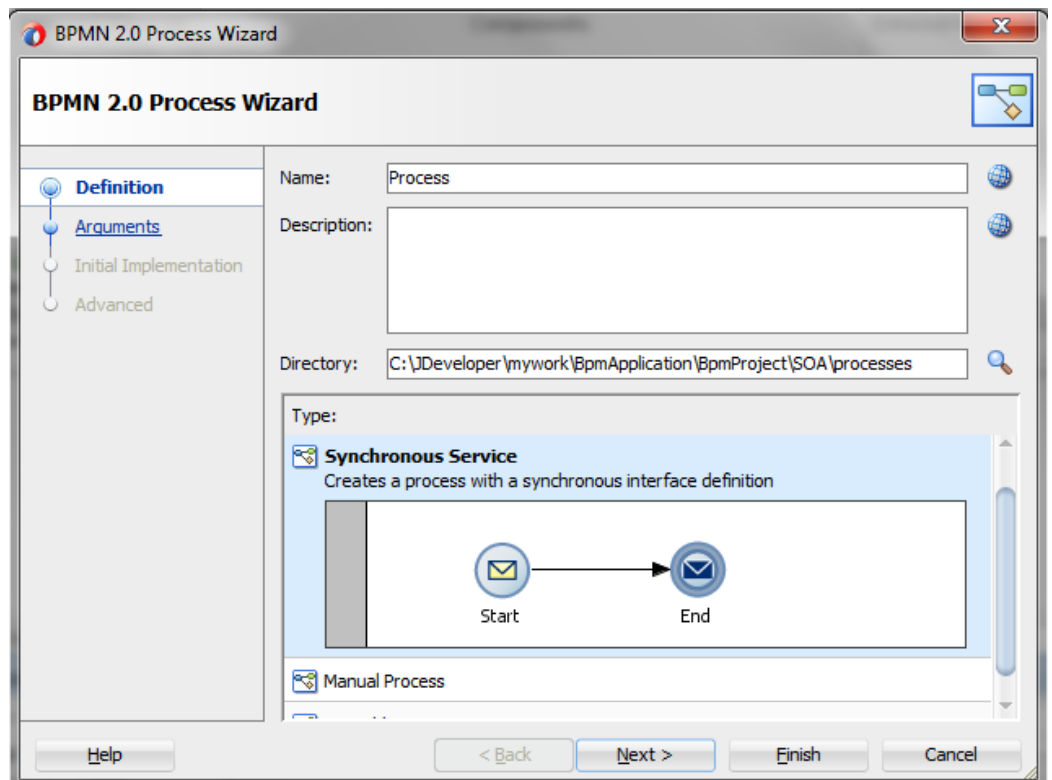 BPMN 2.0 Process Wizard
BPMN 2.0 Process Wizard
Definition
Arguments
Initial Implementation
Advanced
Name: Process
Description:
Directory: C:\JDeveloper\mywork\BpmApplication\BpmProject\SOA\processes
Type:
Synchronous Service
Creates a process with a synchronous interface definition
Start End
Manual Process
Help < Back Next > Finish Cancel